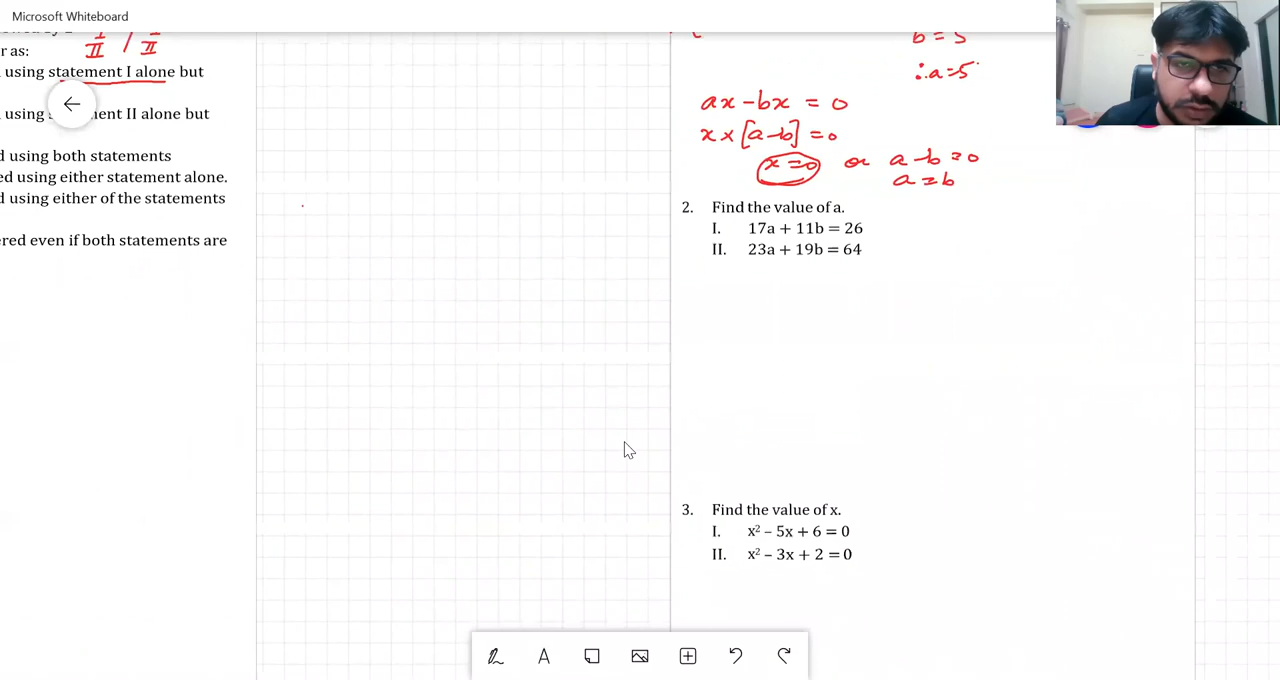 Microsoft Whiteboard
I / I
II II
r as:
using statement I alone but
using ment II alone but
d using both statements
ed using either statement alone.
d using either of the statements
ered even if both statements are
b = 5
∴ a = 5
ax - bx = 0
x × [a-b] = 0
x = 0 or a - b = 0
a = b
2. Find the value of a.
I. 17a + 11b = 26
II. 23a + 19b = 64
3. Find the value of x.
I. x² – 5x + 6 = 0
II. x² – 3x + 2 = 0